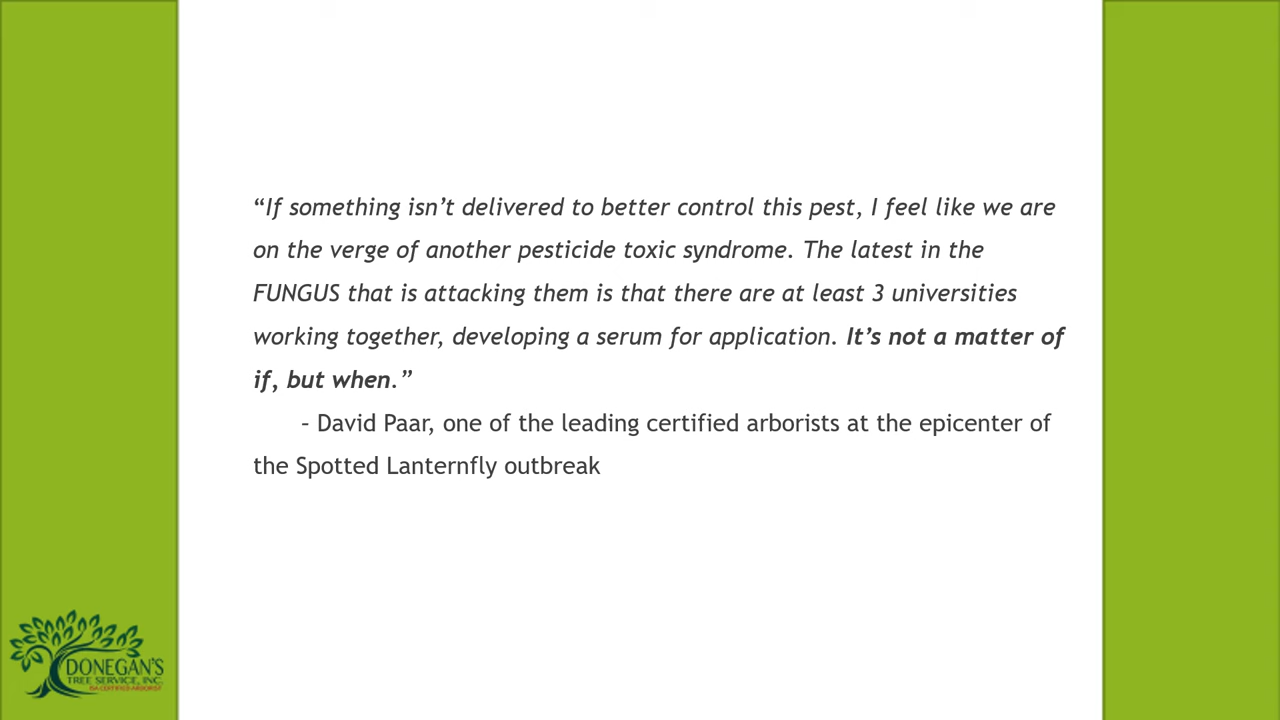 “If something isn’t delivered to better control this pest, I feel like we are
on the verge of another pesticide toxic syndrome. The latest in the
FUNGUS that is attacking them is that there are at least 3 universities
working together, developing a serum for application. It’s not a matter of
if, but when.”
– David Paar, one of the leading certified arborists at the epicenter of
the Spotted Lanternfly outbreak
DONEGAN'S
TREE SERVICE, INC.
ISA CERTIFIED ARBORIST